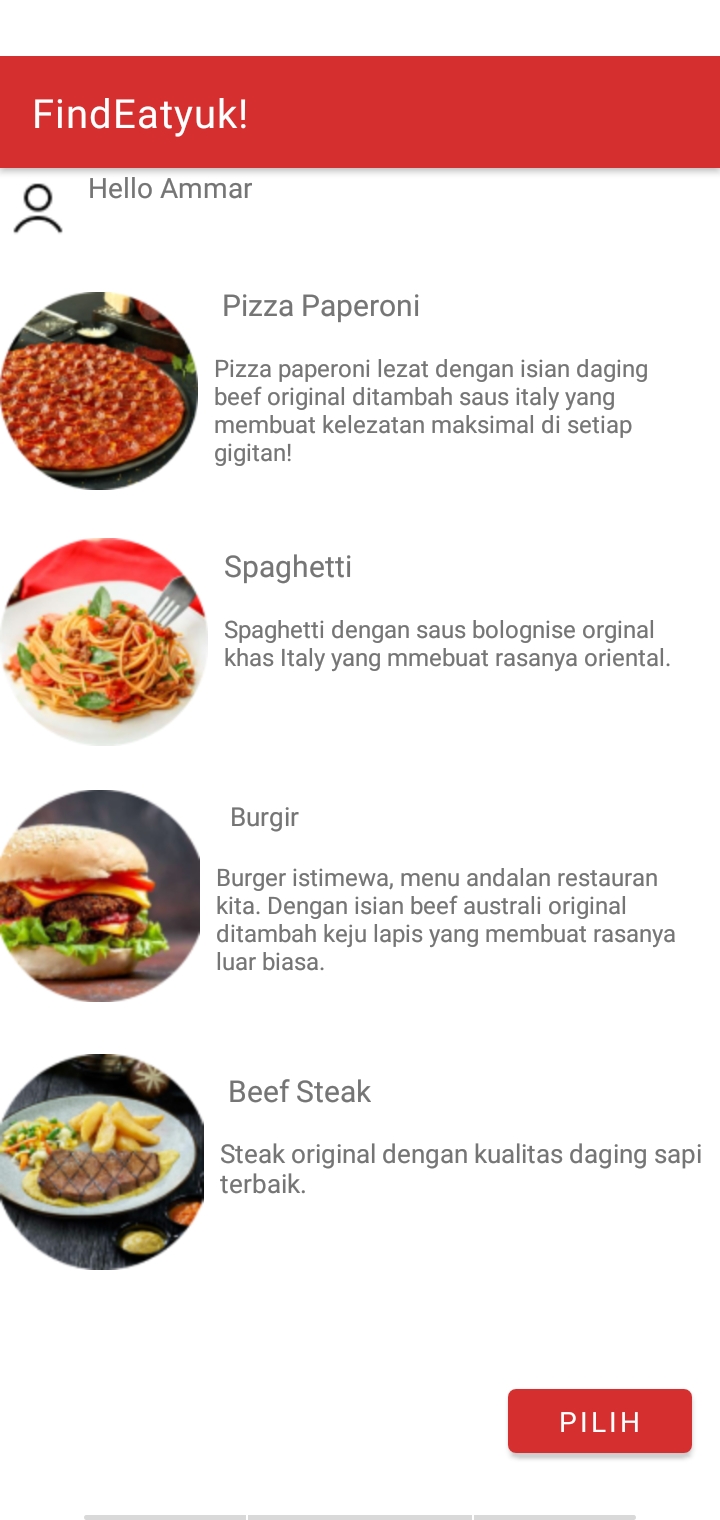 FindEatyuk!
Hello Ammar
Pizza Paperoni
Pizza paperoni lezat dengan isian daging
beef original ditambah saus italy yang
membuat kelezatan maksimal di setiap
gigitan!
Spaghetti
Spaghetti dengan saus bolognise orginal
khas Italy yang mmebuat rasanya oriental.
Burgir
Burger istimewa, menu andalan restauran
kita. Dengan isian beef australi original
ditambah keju lapis yang membuat rasanya
luar biasa.
Beef Steak
Steak original dengan kualitas daging sapi
terbaik.
PILIH